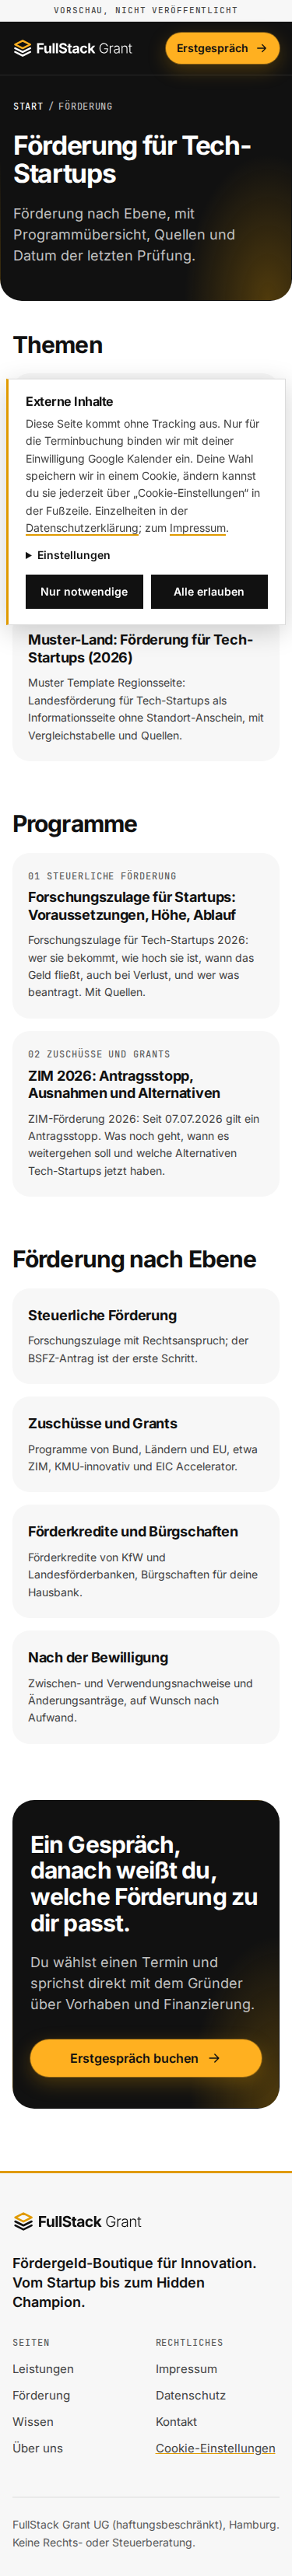 VORSCHAU, NICHT VERÖFFENTLICHT
FullStack Grant
Erstgespräch →
START / FÖRDERUNG
Förderung für Tech-
Startups
Förderung nach Ebene, mit
Programmübersicht, Quellen und
Datum der letzten Prüfung.
Themen
Externe Inhalte
Diese Seite kommt ohne Tracking aus. Nur für
die Terminbuchung binden wir mit deiner
Einwilligung Google Kalender ein. Deine Wahl
speichern wir in einem Cookie, ändern kannst
du sie jederzeit über „Cookie-Einstellungen“ in
der Fußzeile. Einzelheiten in der
Datenschutzerklärung; zum Impressum.
▶ Einstellungen
Nur notwendige
Alle erlauben
Muster-Land: Förderung für Tech-
Startups (2026)
Muster Template Regionsseite:
Landesförderung für Tech-Startups als
Informationsseite ohne Standort-Anschein, mit
Vergleichstabelle und Quellen.
Programme
01 STEUERLICHE FÖRDERUNG
Forschungszulage für Startups:
Voraussetzungen, Höhe, Ablauf
Forschungszulage für Tech-Startups 2026:
wer sie bekommt, wie hoch sie ist, wann das
Geld fließt, auch bei Verlust, und wer was
beantragt. Mit Quellen.
02 ZUSCHÜSSE UND GRANTS
ZIM 2026: Antragsstopp,
Ausnahmen und Alternativen
ZIM-Förderung 2026: Seit 07.07.2026 gilt ein
Antragsstopp. Was noch geht, wann es
weitergehen soll und welche Alternativen
Tech-Startups jetzt haben.
Förderung nach Ebene
Steuerliche Förderung
Forschungszulage mit Rechtsanspruch; der
BSFZ-Antrag ist der erste Schritt.
Zuschüsse und Grants
Programme von Bund, Ländern und EU, etwa
ZIM, KMU-innovativ und EIC Accelerator.
Förderkredite und Bürgschaften
Förderkredite von KfW und
Landesförderbanken, Bürgschaften für deine
Hausbank.
Nach der Bewilligung
Zwischen- und Verwendungsnachweise und
Änderungsanträge, auf Wunsch nach
Aufwand.
Ein Gespräch,
danach weißt du,
welche Förderung zu
dir passt.
Du wählst einen Termin und
sprichst direkt mit dem Gründer
über Vorhaben und Finanzierung.
Erstgespräch buchen →
FullStack Grant
Fördergeld-Boutique für Innovation.
Vom Startup bis zum Hidden
Champion.
SEITEN
Leistungen
Förderung
Wissen
Über uns
RECHTLICHES
Impressum
Datenschutz
Kontakt
Cookie-Einstellungen
FullStack Grant UG (haftungsbeschränkt), Hamburg.
Keine Rechts- oder Steuerberatung.